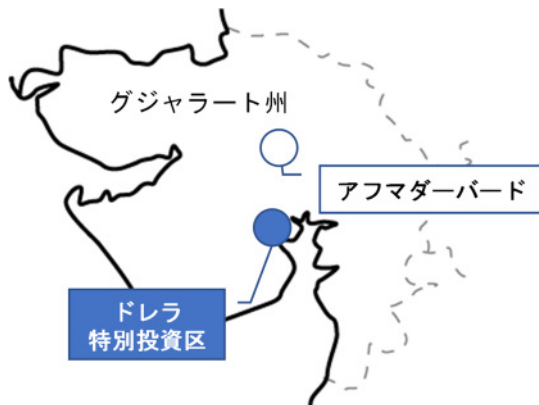 グジャラート州
アフマダーバード
ドレラ
特別投資区